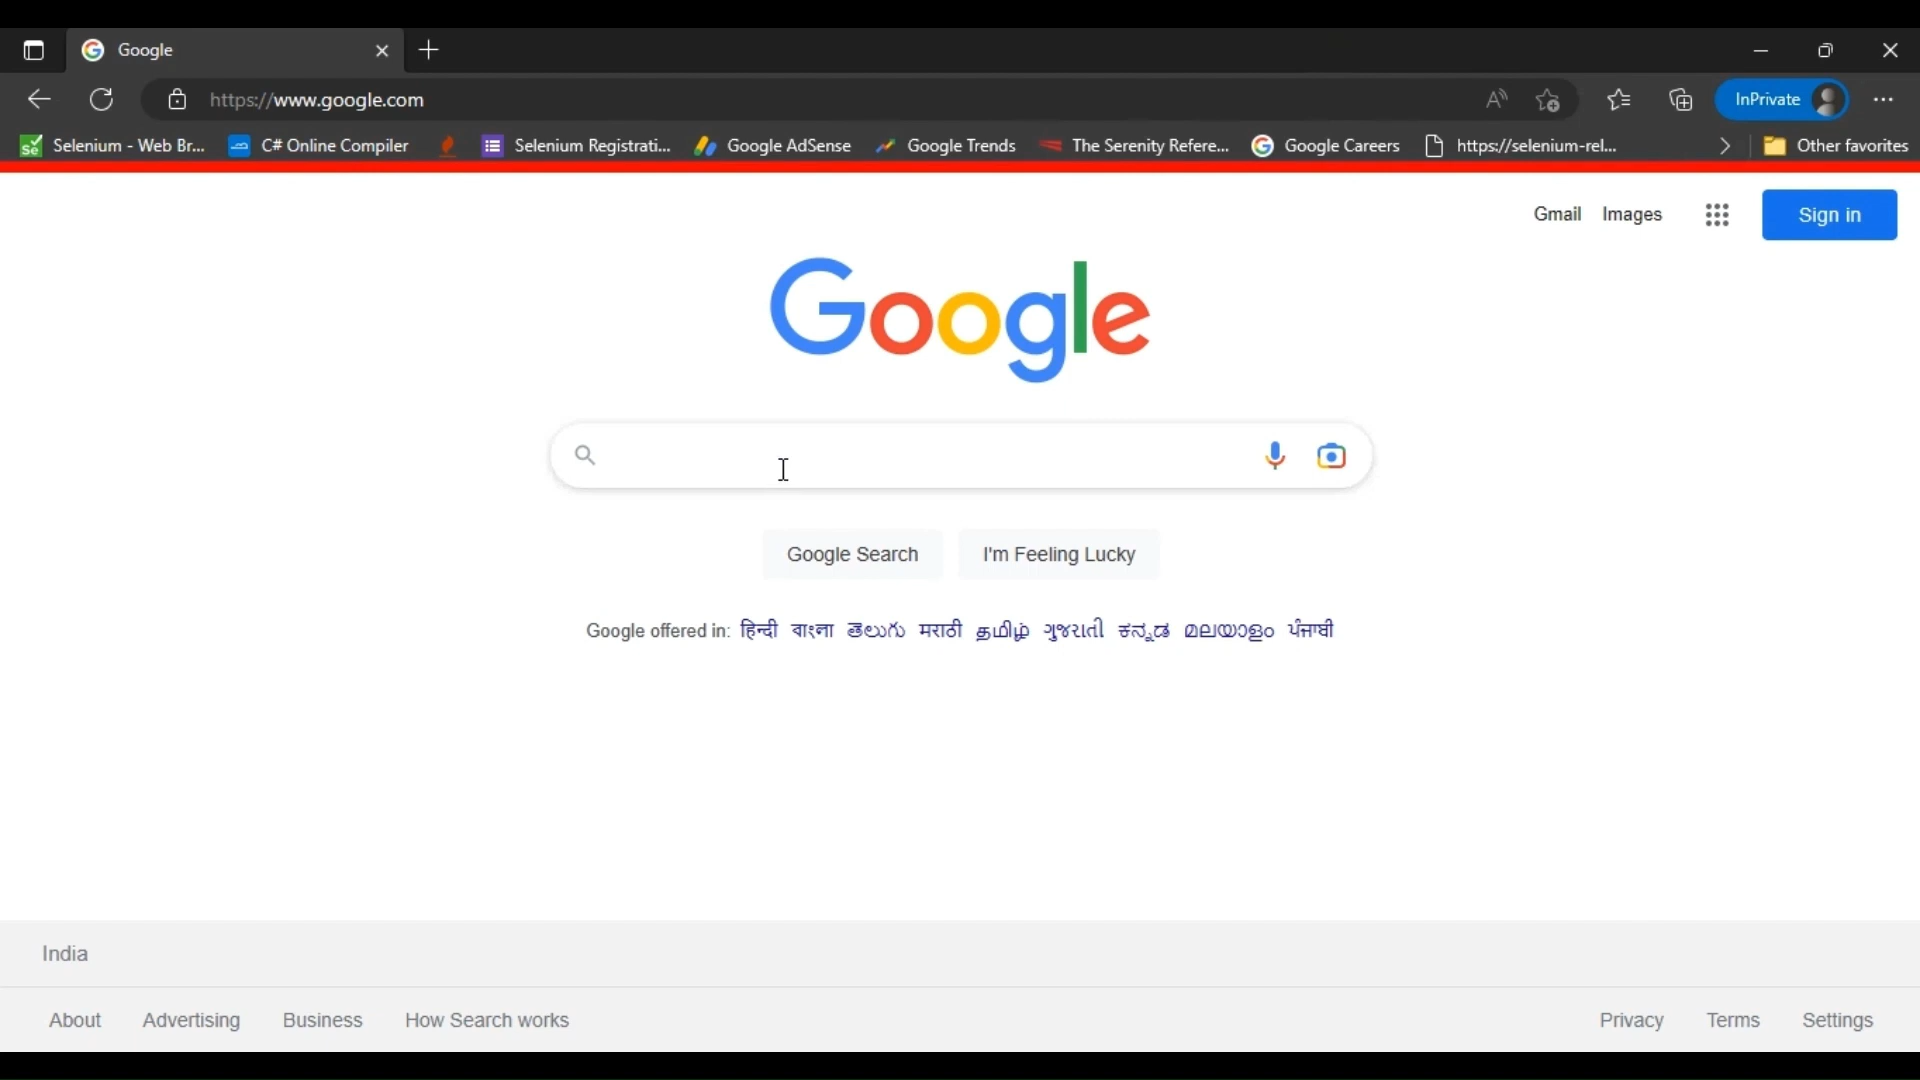 Google
https://www.google.com
InPrivate
Selenium - Web Br... C# Online Compiler Selenium Registrati... Google AdSense Google Trends The Serenity Refere... Google Careers https://selenium-rel... Other favorites
Gmail Images Sign in
Google
Google Search I'm Feeling Lucky
Google offered in: हिन्दी বাংলা తెలుగు मराठी தமிழ் ગુજરાતી ಕನ್ನಡ മലയാളം ਪੰਜਾਬੀ
India
About Advertising Business How Search works Privacy Terms Settings